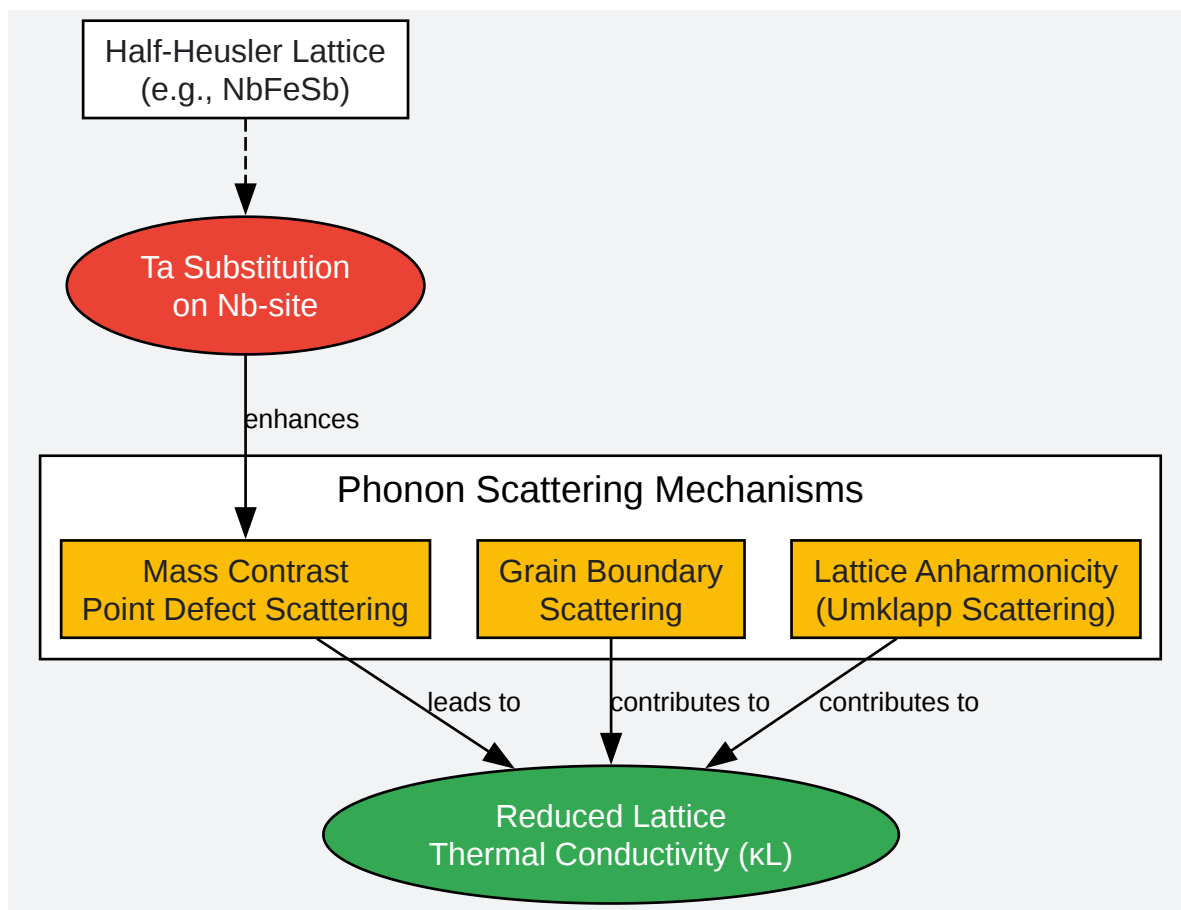 Half-Heusler Lattice
(e.g., NbFeSb)
Ta Substitution
on Nb-site
enhances
Phonon Scattering Mechanisms
Mass Contrast
Point Defect Scattering
Grain Boundary
Scattering
Lattice Anharmonicity
(Umklapp Scattering)
leads to
contributes to
contributes to
Reduced Lattice
Thermal Conductivity (κL)